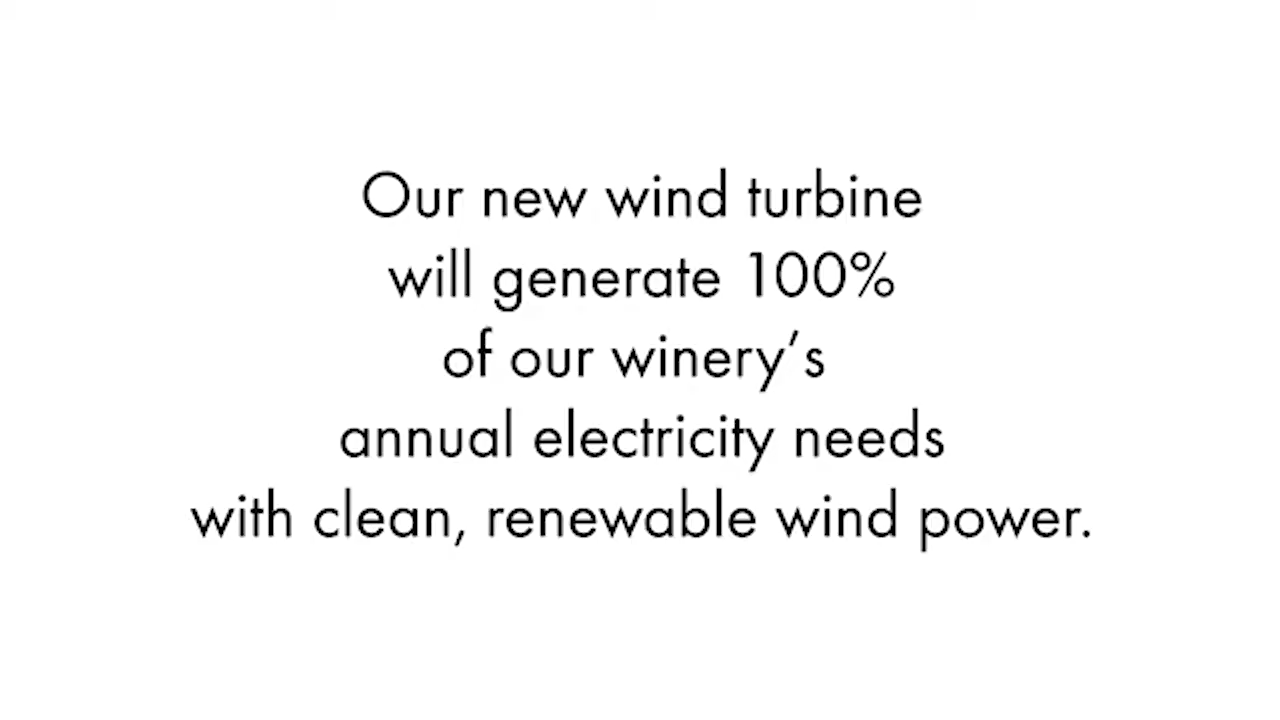 Our new wind turbine
will generate 100%
of our winery’s
annual electricity needs
with clean, renewable wind power.